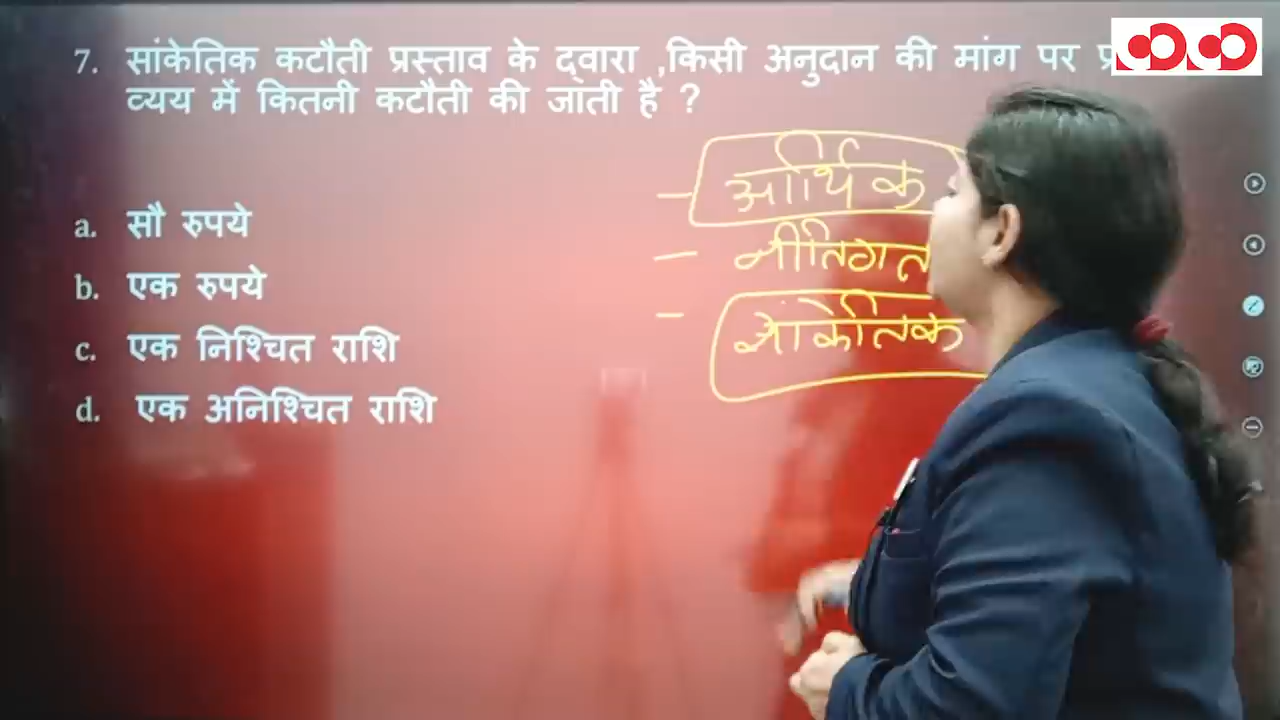 7. सांकेतिक कटौती प्रस्ताव के द्वारा ,किसी अनुदान की मांग पर
व्यय में कितनी कटौती की जाती है ?
a. सौ रुपये
b. एक रुपये
c. एक निश्चित राशि
d. एक अनिश्चित राशि
– आर्थिक
– नीतिगत
– सांकेतिक